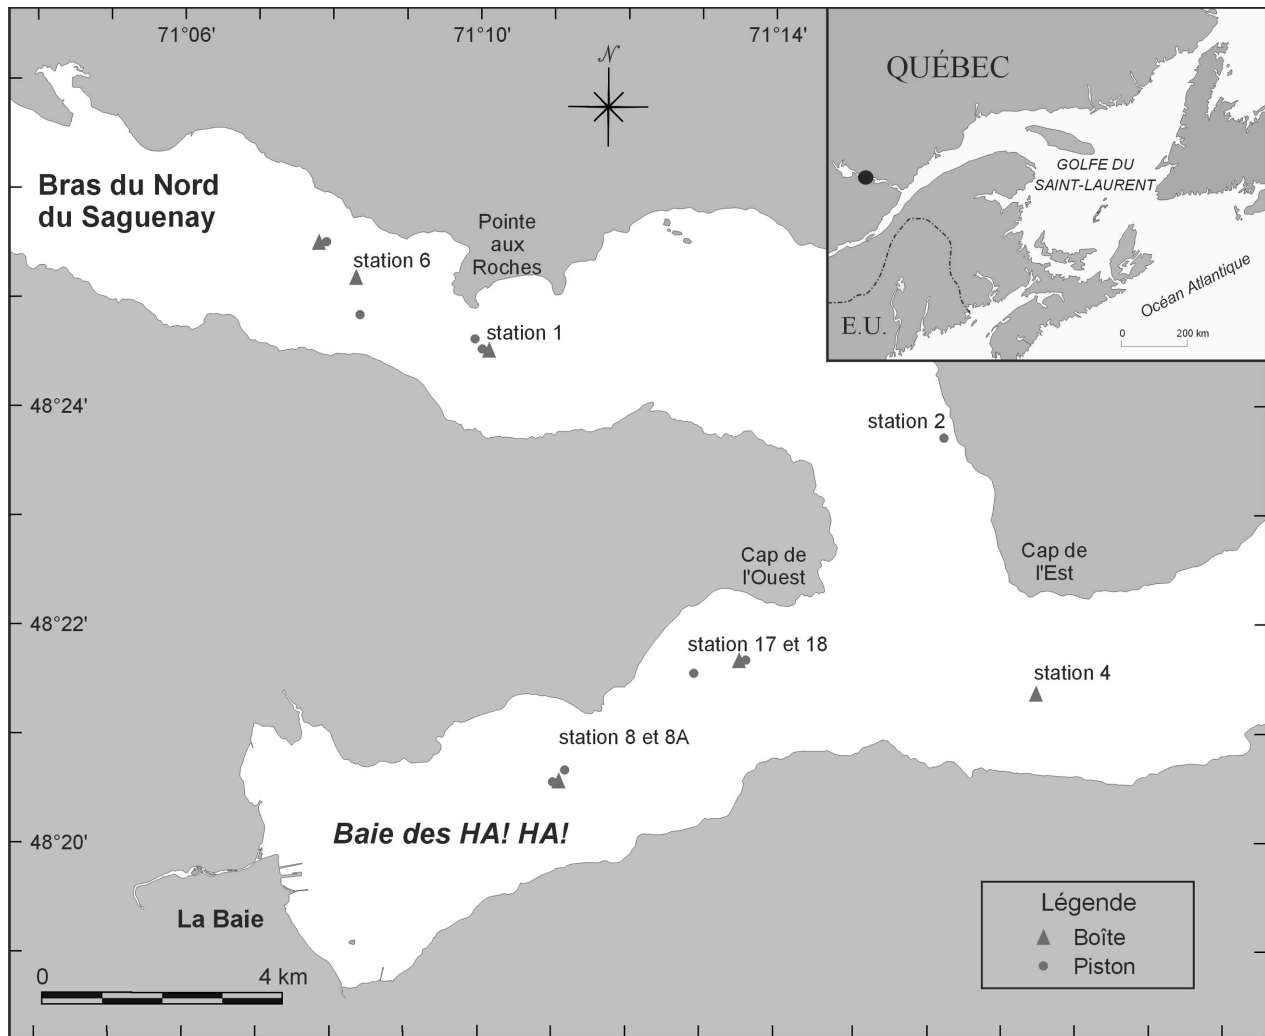 71°06'
71°10'
71°14'
N
QUÉBEC
GOLFE DU
SAINT-LAURENT
Océan Atlantique
E.U.
0
200 km
Bras du Nord
du Saguenay
Pointe
aux
Roches
station 6
station 1
48°24'
station 2
Cap de
l'Ouest
Cap de
l'Est
48°22'
station 17 et 18
station 4
station 8 et 8A
48°20'
Baie des HA! HA!
La Baie
0
4 km
Légende
Boîte
Piston